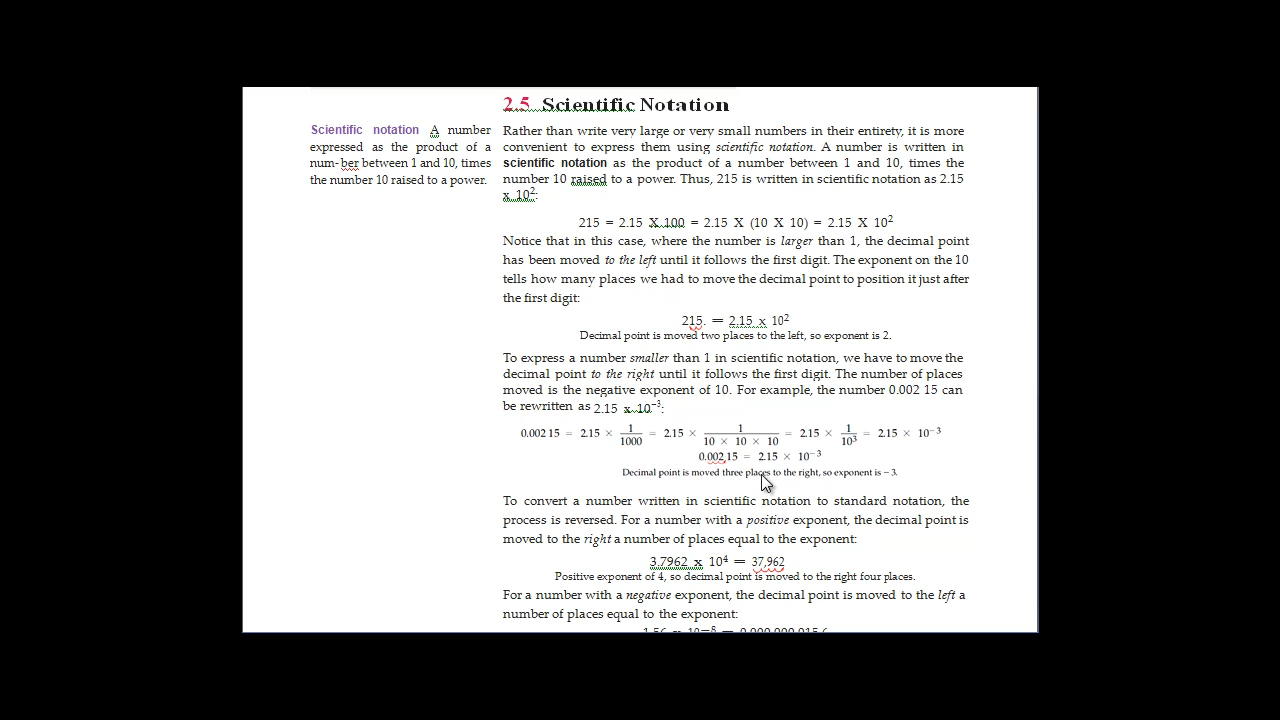 2.5 Scientific Notation
Scientific notation A number
expressed as the product of a
num- ber between 1 and 10, times
the number 10 raised to a power.
Rather than write very large or very small numbers in their entirety, it is more
convenient to express them using scientific notation. A number is written in
scientific notation as the product of a number between 1 and 10, times the
number 10 raised to a power. Thus, 215 is written in scientific notation as 2.15
x 10²:
215 = 2.15 X 100 = 2.15 X (10 X 10) = 2.15 X 10²
Notice that in this case, where the number is larger than 1, the decimal point
has been moved to the left until it follows the first digit. The exponent on the 10
tells how many places we had to move the decimal point to position it just after
the first digit:
215. = 2.15 x 10²
Decimal point is moved two places to the left, so exponent is 2.
To express a number smaller than 1 in scientific notation, we have to move the
decimal point to the right until it follows the first digit. The number of places
moved is the negative exponent of 10. For example, the number 0.002 15 can
be rewritten as 2.15 x 10⁻³:
0.002 15 = 2.15 × 1/1000 = 2.15 × 1/(10 × 10 × 10) = 2.15 × 1/10³ = 2.15 × 10⁻³
0.002,15 = 2.15 × 10⁻³
Decimal point is moved three places to the right, so exponent is −3.
To convert a number written in scientific notation to standard notation, the
process is reversed. For a number with a positive exponent, the decimal point is
moved to the right a number of places equal to the exponent:
3.7962 x 10⁴ = 37,962
Positive exponent of 4, so decimal point is moved to the right four places.
For a number with a negative exponent, the decimal point is moved to the left a
number of places equal to the exponent:
1.56 x 10⁻⁸ = 0.000 000 015 6